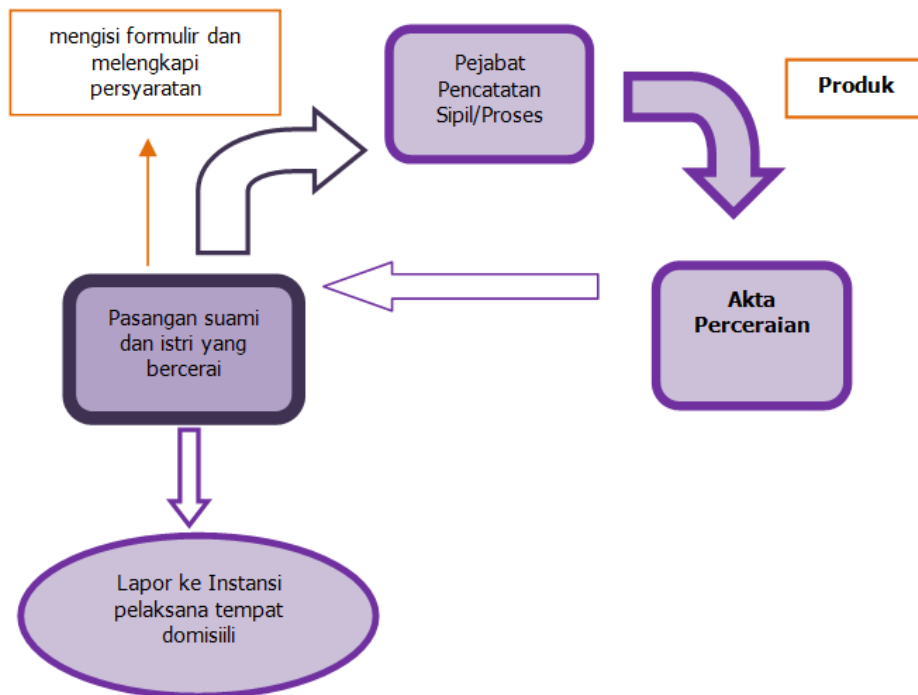 mengisi formulir dan
melengkapi
persyaratan
Pejabat
Pencatatan
Sipil/Proses
Produk
Pasangan suami
dan istri yang
bercerai
Akta
Perceraian
Lapor ke Instansi
pelaksana tempat
domisiili